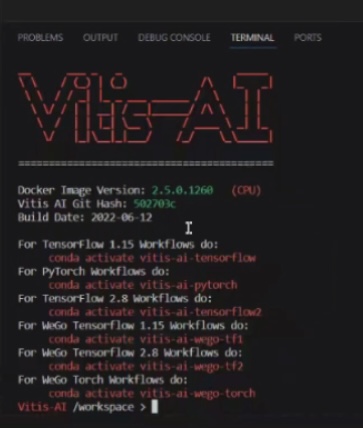 PROBLEMS OUTPUT DEBUG CONSOLE TERMINAL PORTS
Vitis-AI
==========================================
Docker Image Version: 2.5.0.1260 (CPU)
Vitis AI Git Hash: 502703c
Build Date: 2022-06-12
For TensorFlow 1.15 Workflows do:
conda activate vitis-ai-tensorflow
For PyTorch Workflows do:
conda activate vitis-ai-pytorch
For TensorFlow 2.8 Workflows do:
conda activate vitis-ai-tensorflow2
For WeGo Tensorflow 1.15 Workflows do:
conda activate vitis-ai-wego-tf1
For WeGo Tensorflow 2.8 Workflows do:
conda activate vitis-ai-wego-tf2
For WeGo Torch Workflows do:
conda activate vitis-ai-wego-torch
Vitis-AI /workspace >